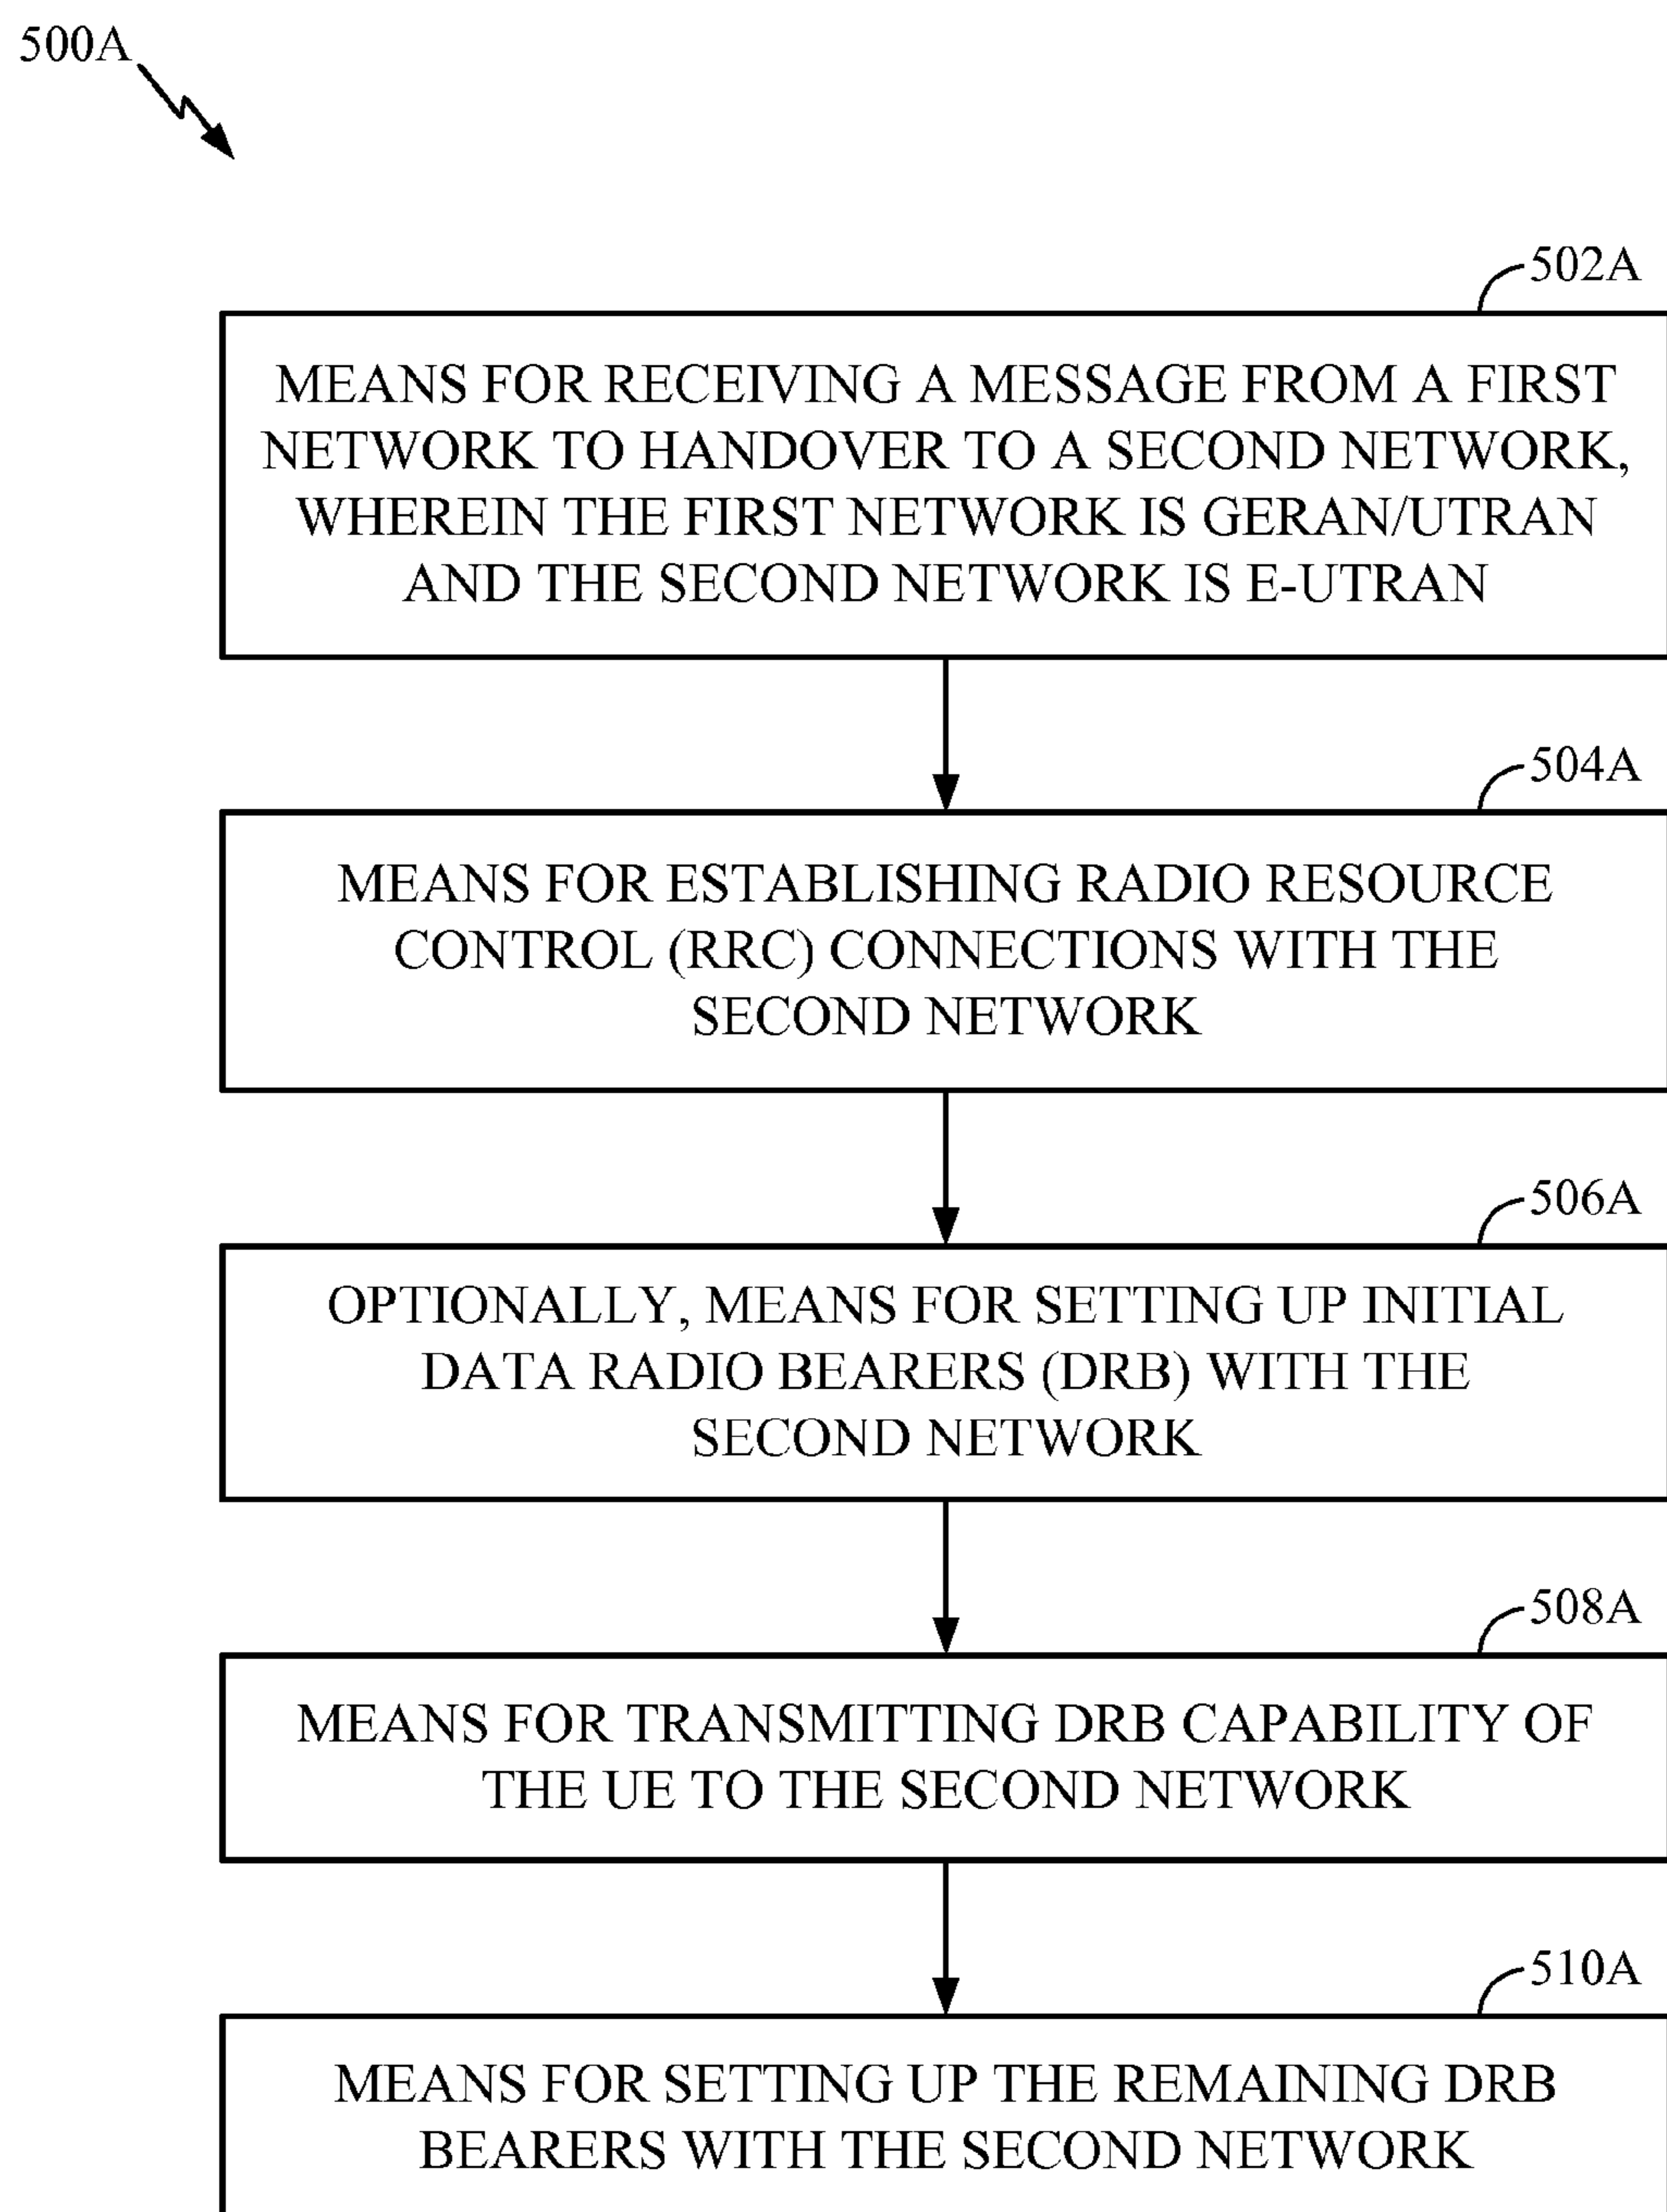 500A
502A
MEANS FOR RECEIVING A MESSAGE FROM A FIRST
NETWORK TO HANDOVER TO A SECOND NETWORK,
WHEREIN THE FIRST NETWORK IS GERAN/UTRAN
AND THE SECOND NETWORK IS E-UTRAN
504A
MEANS FOR ESTABLISHING RADIO RESOURCE
CONTROL (RRC) CONNECTIONS WITH THE
SECOND NETWORK
506A
OPTIONALLY, MEANS FOR SETTING UP INITIAL
DATA RADIO BEARERS (DRB) WITH THE
SECOND NETWORK
508A
MEANS FOR TRANSMITTING DRB CAPABILITY OF
THE UE TO THE SECOND NETWORK
510A
MEANS FOR SETTING UP THE REMAINING DRB
BEARERS WITH THE SECOND NETWORK